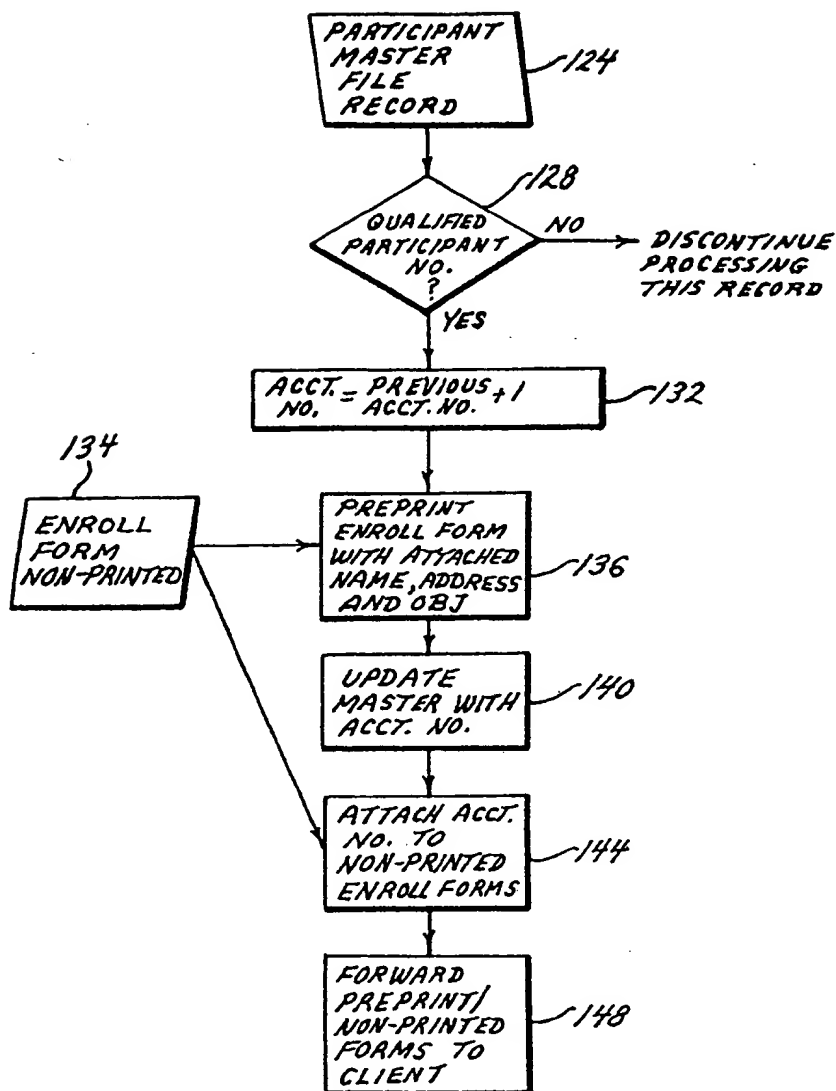 PARTICIPANT
MASTER
FILE
RECORD
124
128
QUALIFIED
PARTICIPANT
NO.
?
NO
DISCONTINUE
PROCESSING
THIS RECORD
YES
ACCT. NO. = PREVIOUS ACCT. NO. + 1
132
134
ENROLL
FORM
NON-PRINTED
PREPRINT
ENROLL FORM
WITH ATTACHED
NAME, ADDRESS
AND OBJ
136
UPDATE
MASTER WITH
ACCT. NO.
140
ATTACH ACCT.
NO. TO
NON-PRINTED
ENROLL FORMS
144
FORWARD
PREPRINT/
NON-PRINTED
FORMS TO
CLIENT
148